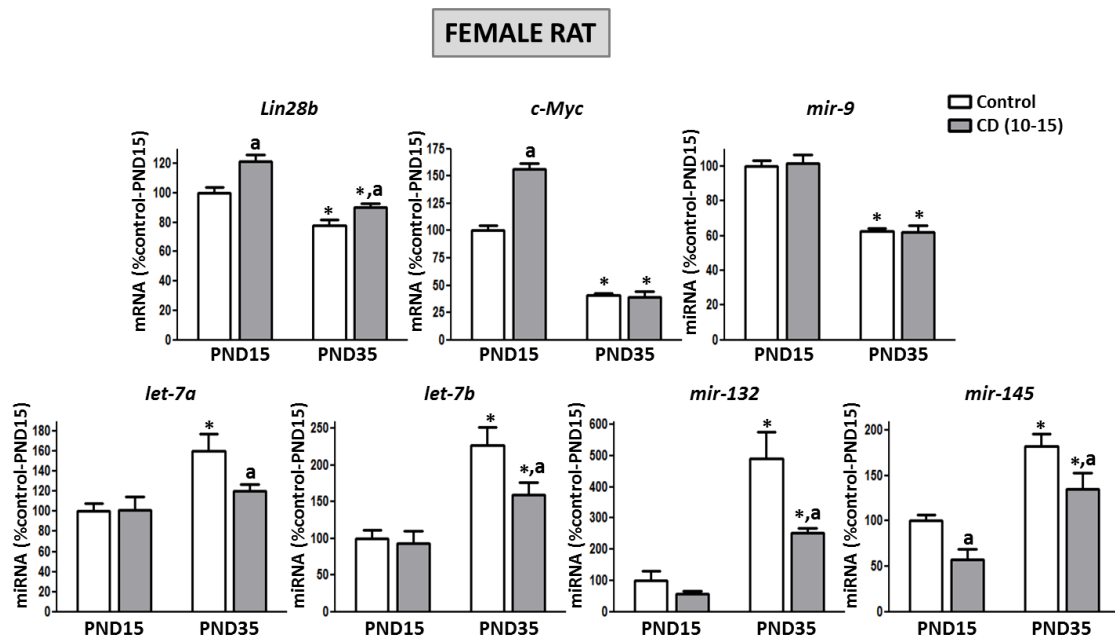 FEMALE RAT
Control
CD (10-15)
Lin28b
mRNA (%control-PND15)
120
100
80
60
40
20
0
a
*
*,a
PND15 PND35
c-Myc
mRNA (%control-PND15)
175
150
125
100
75
50
25
0
a
*
*
PND15 PND35
mir-9
miRNA (%control-PND15)
100
80
60
40
20
0
*
*
PND15 PND35
let-7a
miRNA (%control-PND15)
180
160
140
120
100
80
60
40
20
0
*
a
PND15 PND35
let-7b
miRNA (%control-PND15)
250
200
150
100
50
0
*
*,a
PND15 PND35
mir-132
miRNA (%control-PND15)
600
500
400
300
200
100
0
*
*,a
PND15 PND35
mir-145
miRNA (%control-PND15)
200
150
100
50
0
a
*
*,a
PND15 PND35